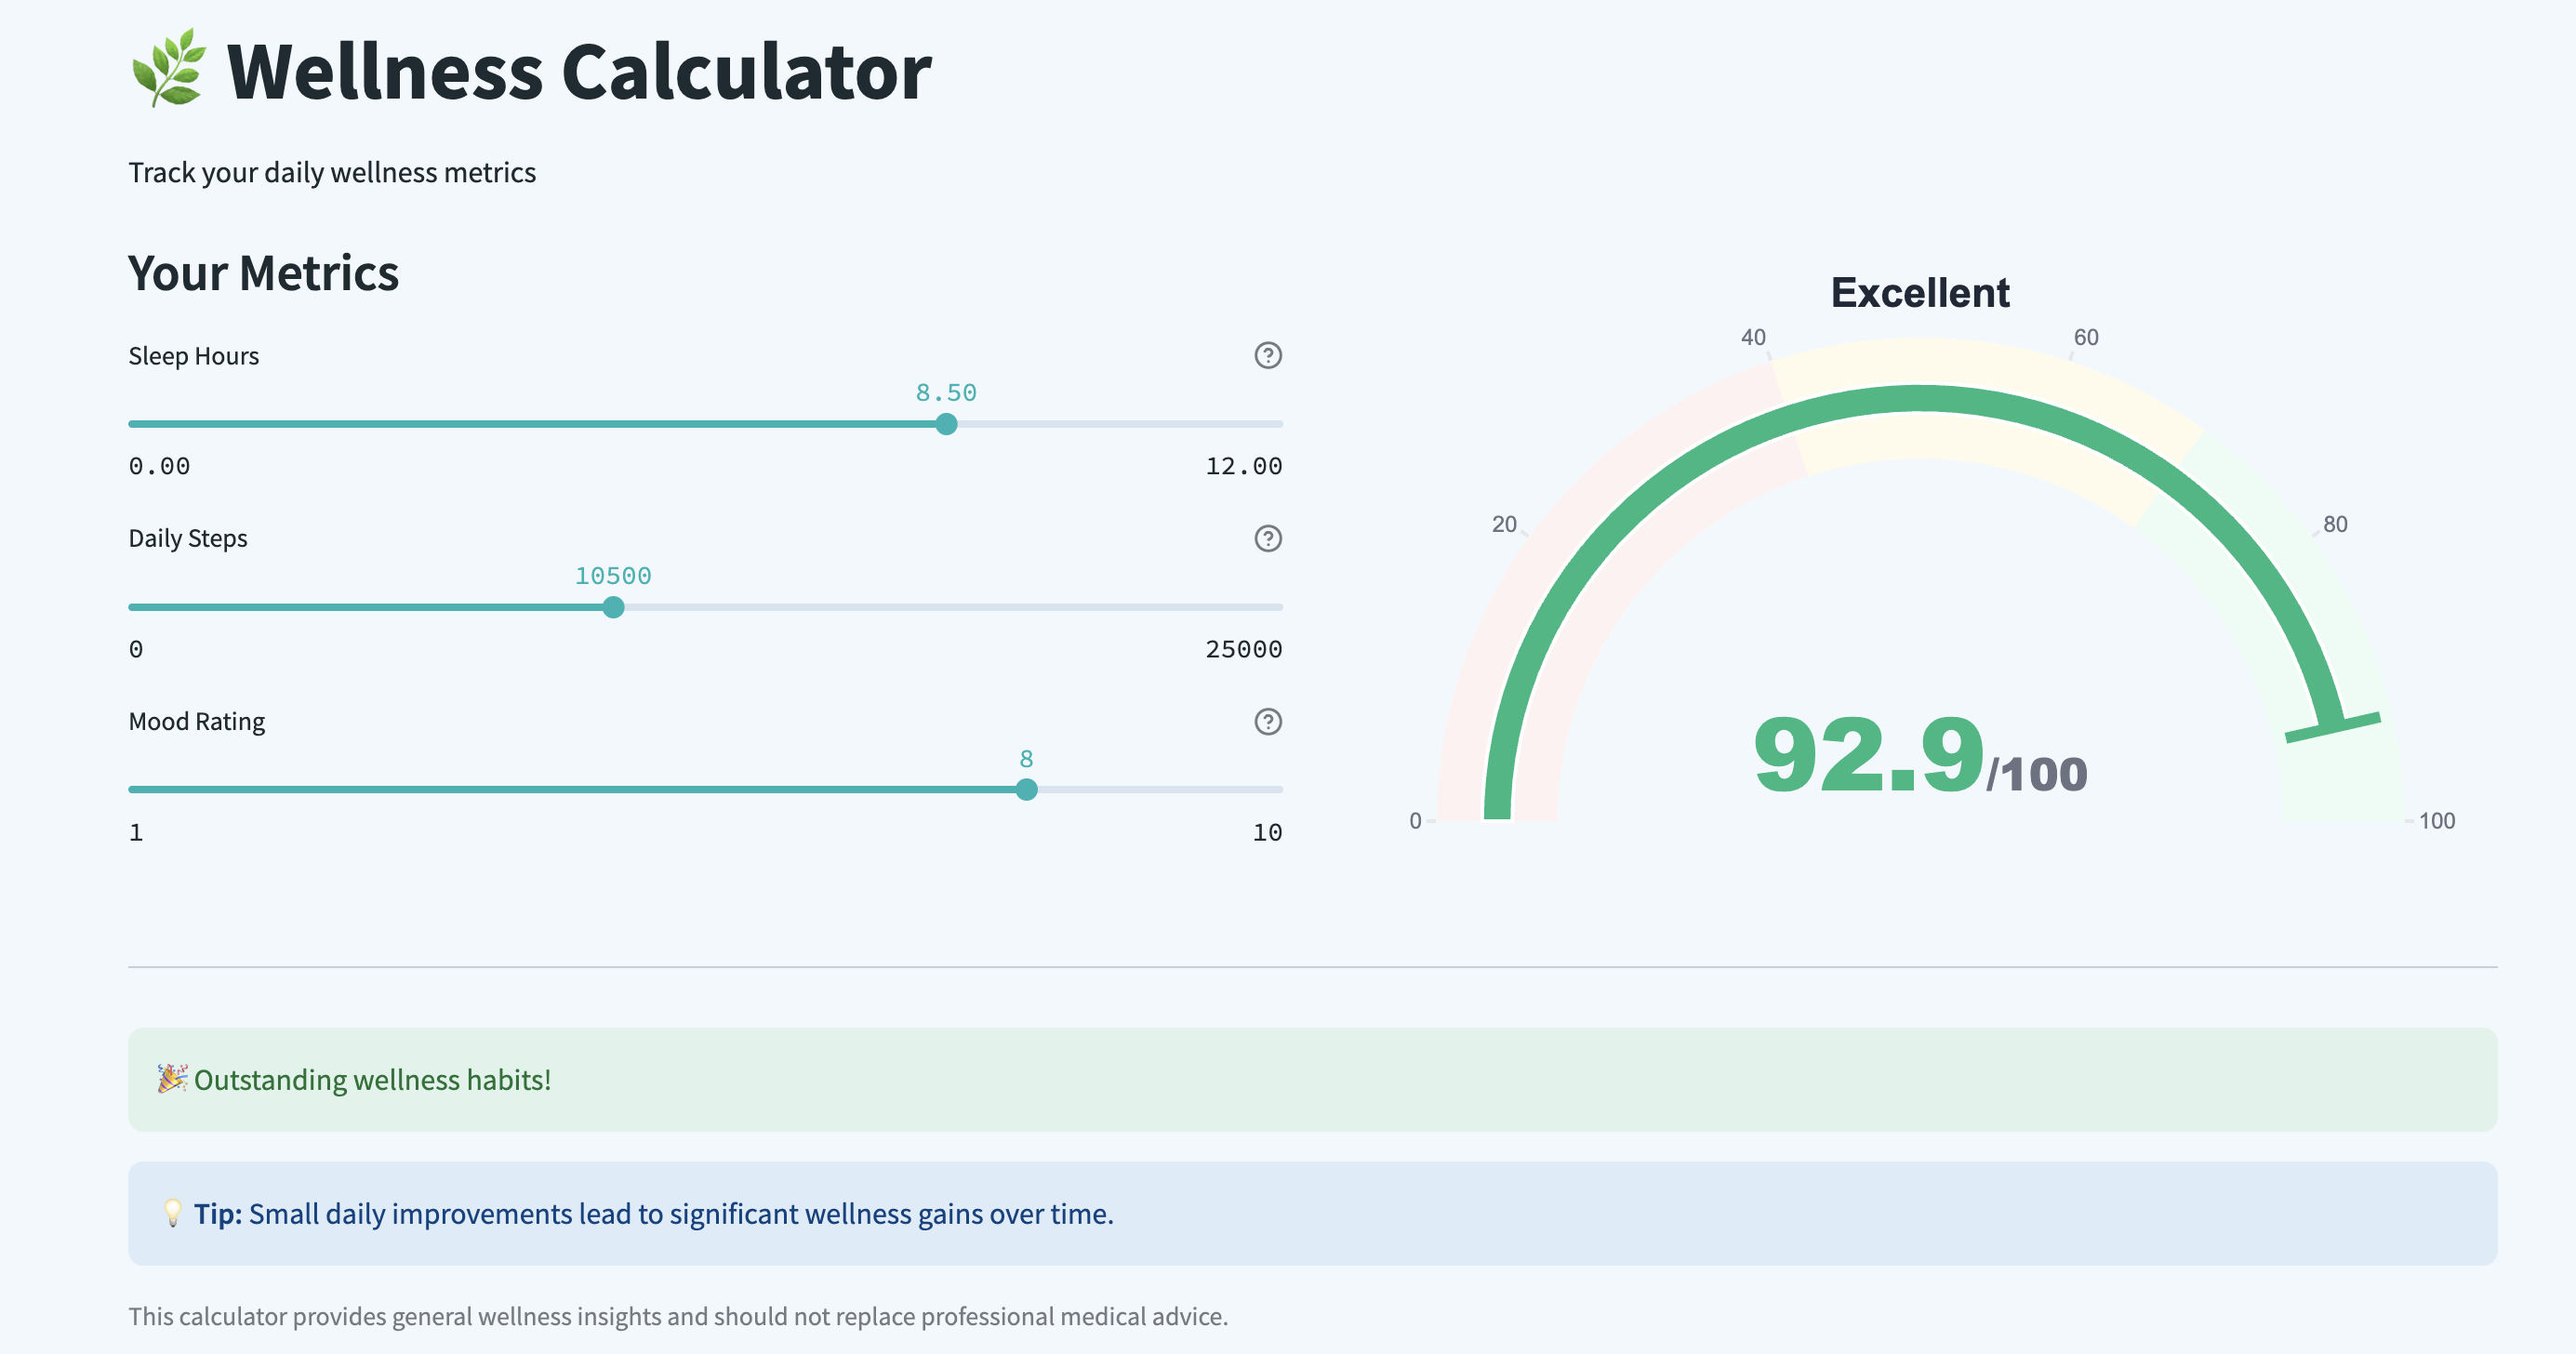 🌿 Wellness Calculator
Track your daily wellness metrics
Your Metrics
Sleep Hours
8.50
0.00 12.00
Daily Steps
10500
0 25000
Mood Rating
8
1 10
Excellent
40 60
20 80
92.9/100
0 100
🎉 Outstanding wellness habits!
💡 Tip: Small daily improvements lead to significant wellness gains over time.
This calculator provides general wellness insights and should not replace professional medical advice.